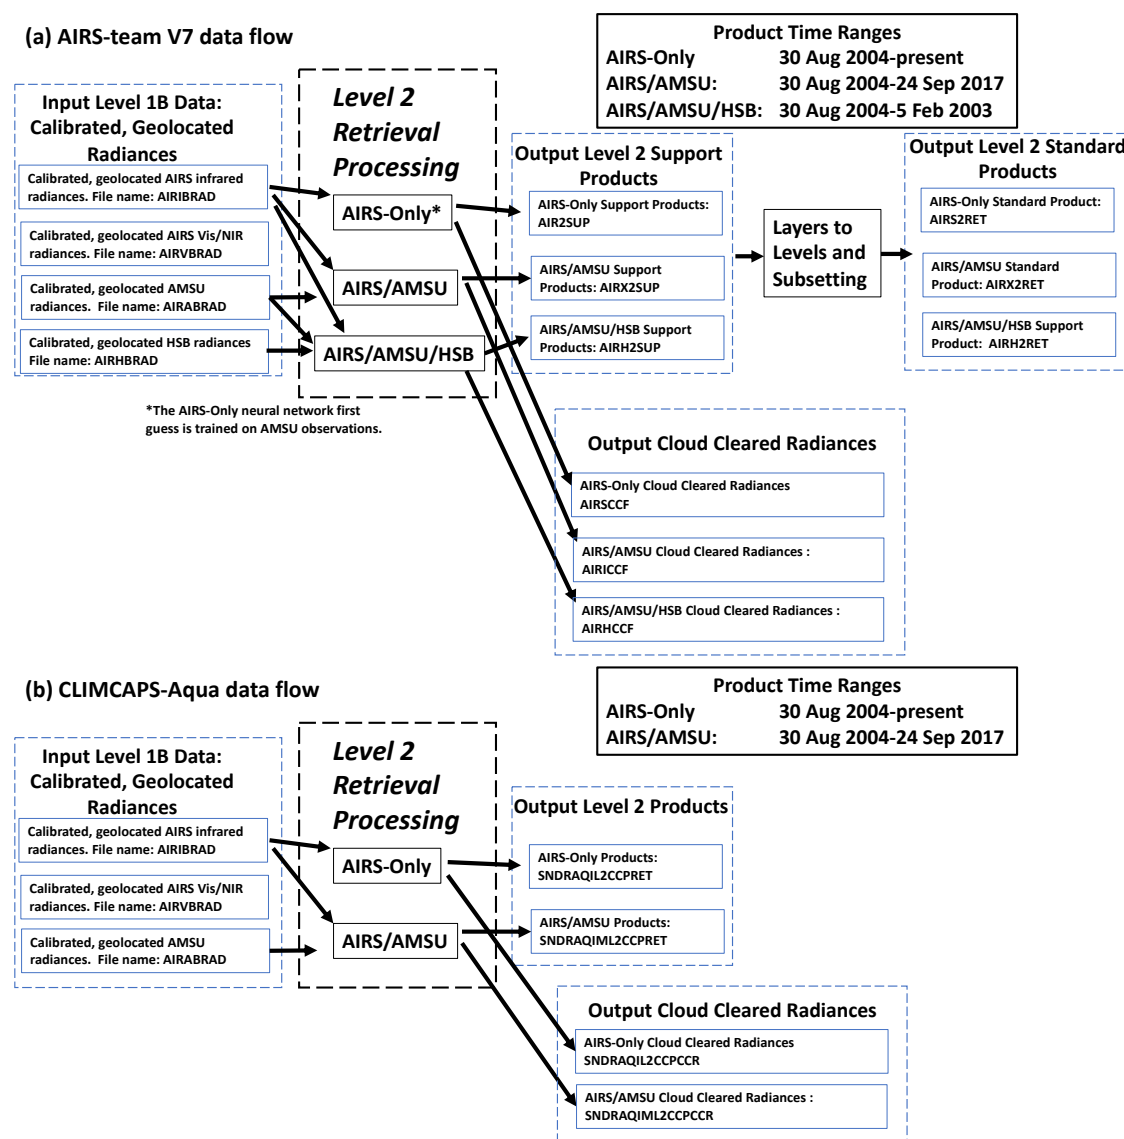 (a) AIRS-team V7 data flow
Product Time Ranges
AIRS-Only 30 Aug 2004-present
AIRS/AMSU: 30 Aug 2004-24 Sep 2017
AIRS/AMSU/HSB: 30 Aug 2004-5 Feb 2003
Input Level 1B Data:
Calibrated, Geolocated
Radiances
Calibrated, geolocated AIRS infrared
radiances. File name: AIRIBRAD
Calibrated, geolocated AIRS Vis/NIR
radiances. File name: AIRVBRAD
Calibrated, geolocated AMSU
radiances. File name: AIRABRAD
Calibrated, geolocated HSB radiances
File name: AIRHBRAD
Level 2
Retrieval
Processing
AIRS-Only*
AIRS/AMSU
AIRS/AMSU/HSB
*The AIRS-Only neural network first
guess is trained on AMSU observations.
Output Level 2 Support
Products
AIRS-Only Support Products:
AIR2SUP
AIRS/AMSU Support
Products: AIRX2SUP
AIRS/AMSU/HSB Support
Products: AIRH2SUP
Layers to
Levels and
Subsetting
Output Level 2 Standard
Products
AIRS-Only Standard Product:
AIRS2RET
AIRS/AMSU Standard
Product: AIRX2RET
AIRS/AMSU/HSB Support
Product: AIRH2RET
Output Cloud Cleared Radiances
AIRS-Only Cloud Cleared Radiances
AIRSCCF
AIRS/AMSU Cloud Cleared Radiances :
AIRICCF
AIRS/AMSU/HSB Cloud Cleared Radiances :
AIRHCCF
(b) CLIMCAPS-Aqua data flow
Product Time Ranges
AIRS-Only 30 Aug 2004-present
AIRS/AMSU: 30 Aug 2004-24 Sep 2017
Input Level 1B Data:
Calibrated, Geolocated
Radiances
Calibrated, geolocated AIRS infrared
radiances. File name: AIRIBRAD
Calibrated, geolocated AIRS Vis/NIR
radiances. File name: AIRVBRAD
Calibrated, geolocated AMSU
radiances. File name: AIRABRAD
Level 2
Retrieval
Processing
AIRS-Only
AIRS/AMSU
Output Level 2 Products
AIRS-Only Products:
SNDRAQIL2CCPRET
AIRS/AMSU Products:
SNDRAQIML2CCPRET
Output Cloud Cleared Radiances
AIRS-Only Cloud Cleared Radiances
SNDRAQIL2CCPCCR
AIRS/AMSU Cloud Cleared Radiances :
SNDRAQIML2CCPCCR